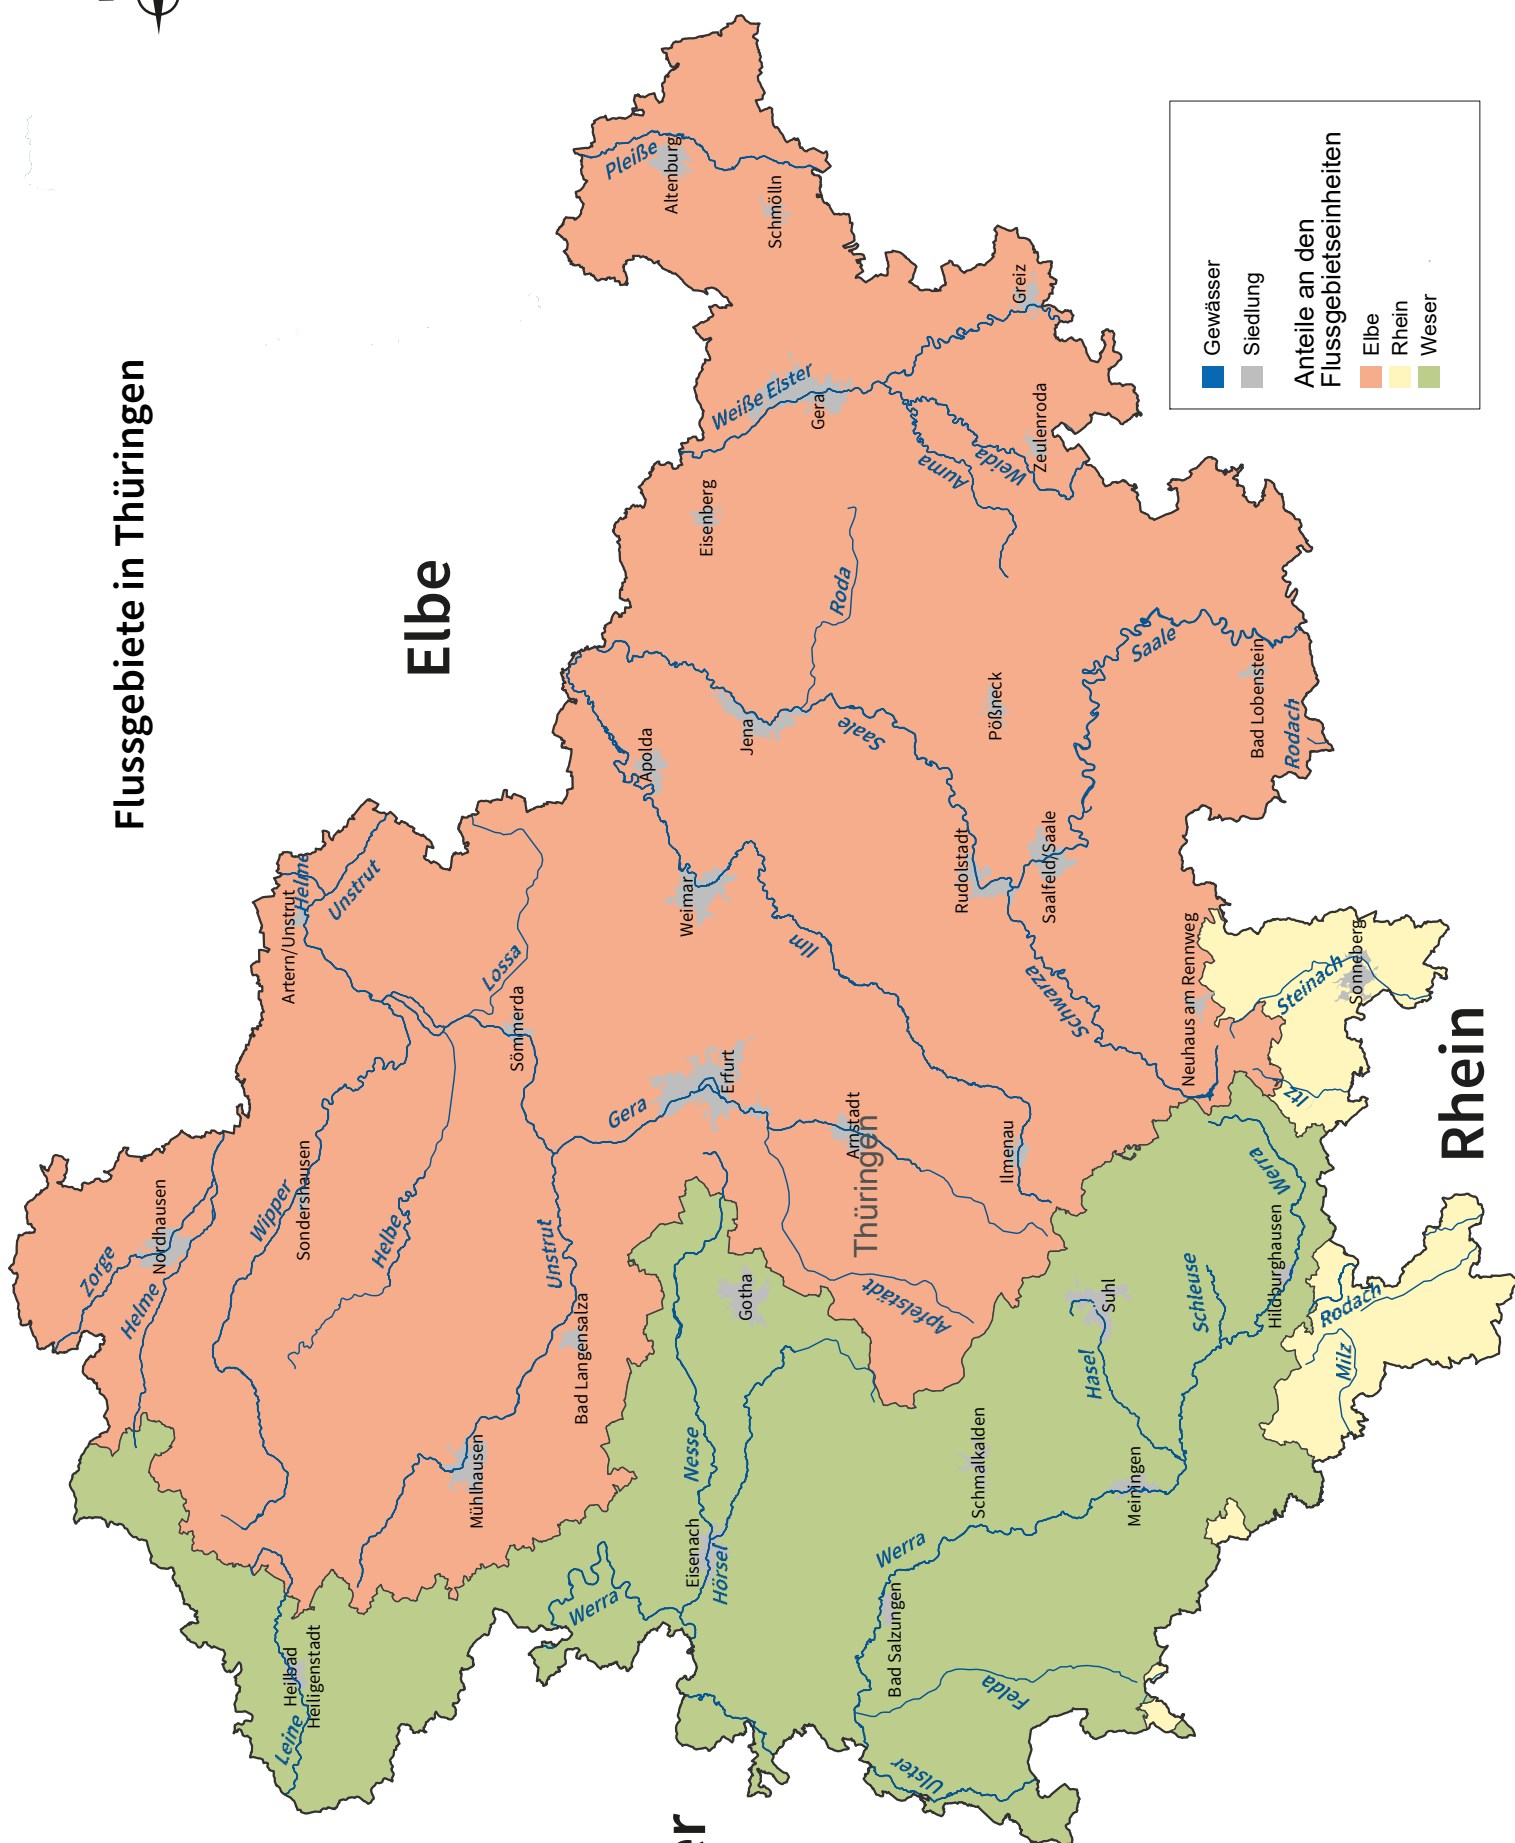 Flussgebiete in Thüringen
Elbe
Rhein
er
Thüringen
Zorge
Nordhausen
Helme
Wipper
Sondershausen
Helbe
Artern/Unstrut
Helme
Unstrut
Lossa
Sömmerda
Leine
Heilbad
Heiligenstadt
Mühlhausen
Unstrut
Bad Langensalza
Gera
Erfurt
Weimar
Apolda
Ilm
Jena
Saale
Roda
Eisenberg
Weiße Elster
Gera
Pleiße
Altenburg
Schmölln
Greiz
Auma
Weida
Zeulenroda
Werra
Eisenach
Hörsel
Nesse
Gotha
Apfelstädt
Arnstadt
Ilmenau
Rudolstadt
Saalfeld/Saale
Schwarza
Pößneck
Saale
Bad Lobenstein
Rodach
Neuhaus am Rennweg
Steinach
Sonneberg
Itz
Werra
Bad Salzungen
Felda
Ulster
Schmalkalden
Meiningen
Hasel
Suhl
Schleuse
Hildburghausen
Werra
Rodach
Milz
Gewässer
Siedlung
Anteile an den
Flussgebietseinheiten
Elbe
Rhein
Weser